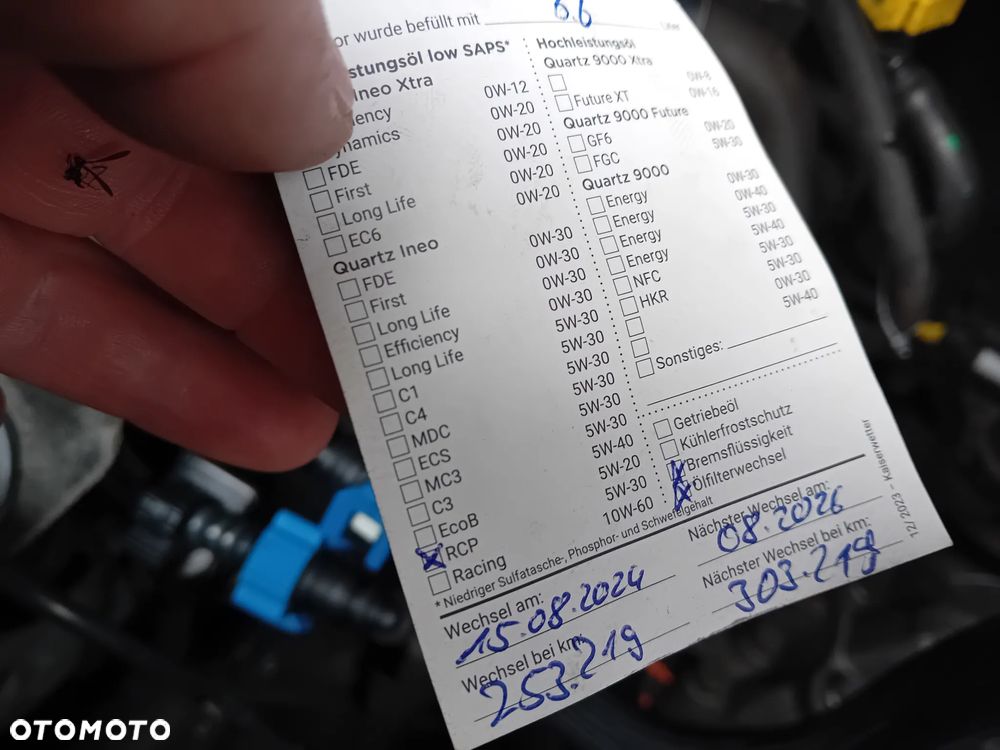 or wurde befüllt mit 6.6 Liter
stungsöl low SAPS*
Ineo Xtra
iency 0W-12
ynamics 0W-20
FDE 0W-20
First 0W-20
Long Life 0W-20
EC6 0W-20
Quartz Ineo
FDE 0W-30
First 0W-30
Long Life 0W-30
Efficiency 0W-30
Long Life 5W-30
C1 5W-30
C4 5W-30
MDC 5W-30
ECS 5W-30
MC3 5W-30
C3 5W-40
EcoB 5W-20
RCP 5W-30
Racing 10W-60
* Niedriger Sulfatasche-, Phosphor- und Schwefelgehalt
Hochleistungsöl
Quartz 9000 Xtra
0W-8
Future XT 0W-16
Quartz 9000 Future
GF6 0W-20
FGC 5W-30
Quartz 9000
Energy 0W-30
Energy 0W-40
Energy 5W-30
Energy 5W-40
NFC 5W-30
HKR 5W-30
0W-30
5W-40
Sonstiges:
Getriebeöl
Kühlerfrostschutz
Bremsflüssigkeit
Ölfilterwechsel
Wechsel am:
15.08.2024
Nächster Wechsel am:
08.2026
Wechsel bei km:
253.219
Nächster Wechsel bei km:
303.219
12/2023 – Kaiserwetter
OTOMOTO